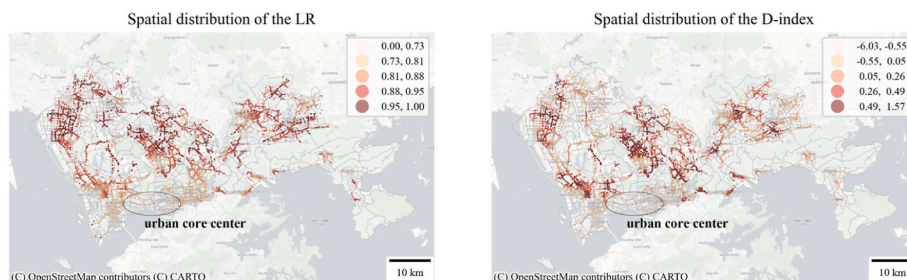 Spatial distribution of the LR
0.00, 0.73
0.73, 0.81
0.81, 0.88
0.88, 0.95
0.95, 1.00
urban core center
10 km
(C) OpenStreetMap contributors (C) CARTO
Spatial distribution of the D-index
-6.03, -0.55
-0.55, 0.05
0.05, 0.26
0.26, 0.49
0.49, 1.57
urban core center
10 km
(C) OpenStreetMap contributors (C) CARTO